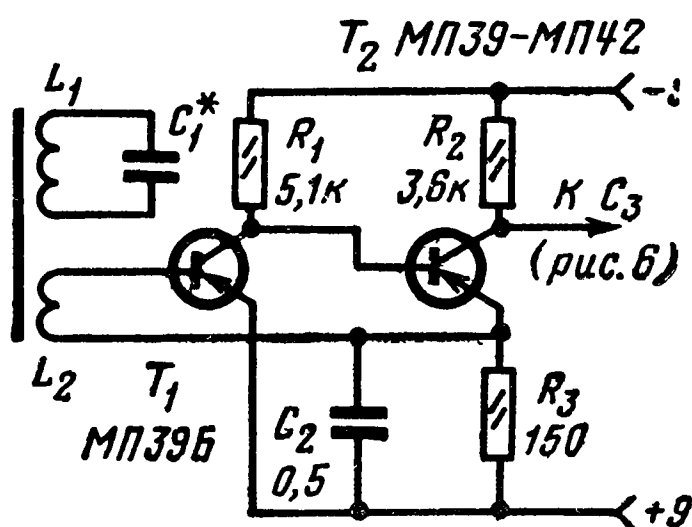 T2 МП39-МП42
L1
C1*
R1
5,1к
R2
3,6к
К C3
(рис. 6)
L2
T1
МП39Б
C2
0,5
R3
150
+9